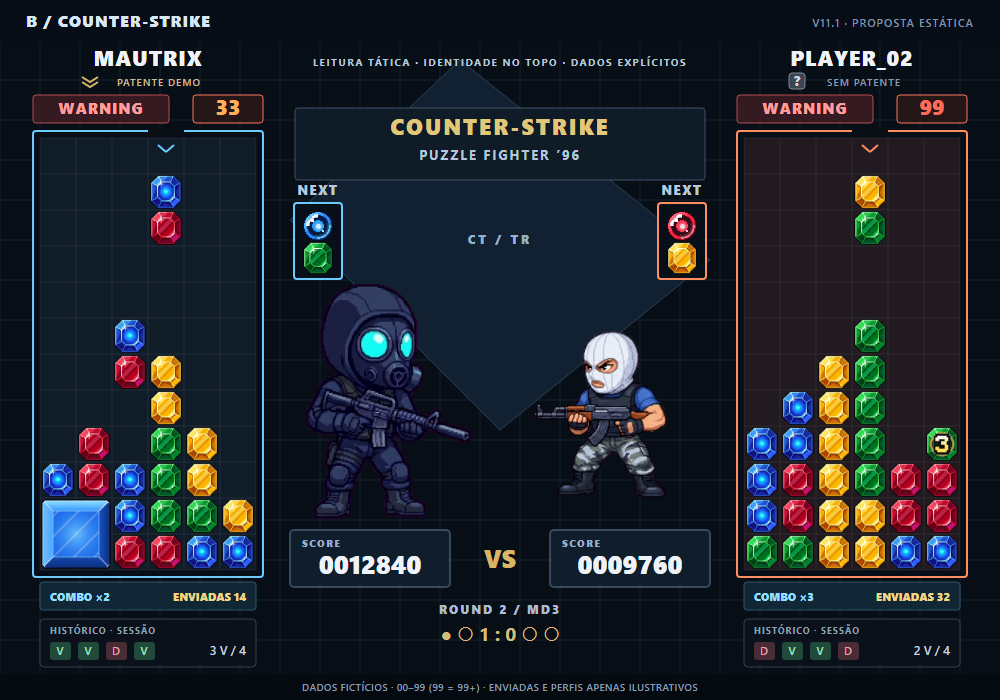 B / COUNTER-STRIKE
V11.1 · PROPOSTA ESTÁTICA
MAUTRIX
PATENTE DEMO
WARNING
33
LEITURA TÁTICA · IDENTIDADE NO TOPO · DADOS EXPLÍCITOS
PLAYER_02
? SEM PATENTE
WARNING
99
COUNTER-STRIKE
PUZZLE FIGHTER '96
NEXT
NEXT
CT / TR
3
SCORE
0012840
VS
SCORE
0009760
ROUND 2 / MD3
● ○ 1 : 0 ○ ○
COMBO ×2
ENVIADAS 14
HISTÓRICO · SESSÃO
V V D V
3 V / 4
COMBO ×3
ENVIADAS 32
HISTÓRICO · SESSÃO
D V V D
2 V / 4
DADOS FICTÍCIOS · 00–99 (99 = 99+) · ENVIADAS E PERFIS APENAS ILUSTRATIVOS